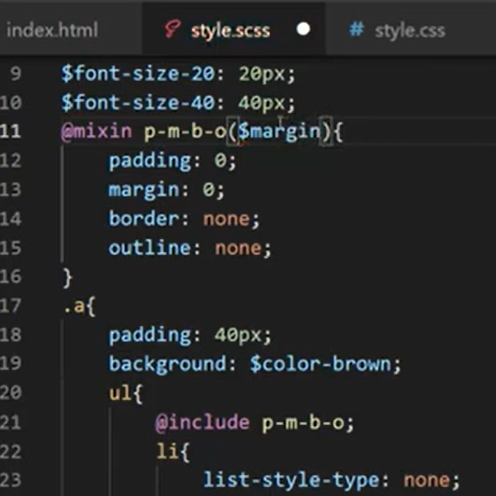 index.html style.scss # style.css
9 $font-size-20: 20px;
10 $font-size-40: 40px;
11 @mixin p-m-b-o($margin){
12 padding: 0;
13 margin: 0;
14 border: none;
15 outline: none;
16 }
17 .a{
18 padding: 40px;
19 background: $color-brown;
20 ul{
21 @include p-m-b-o;
22 li{
23 list-style-type: none;